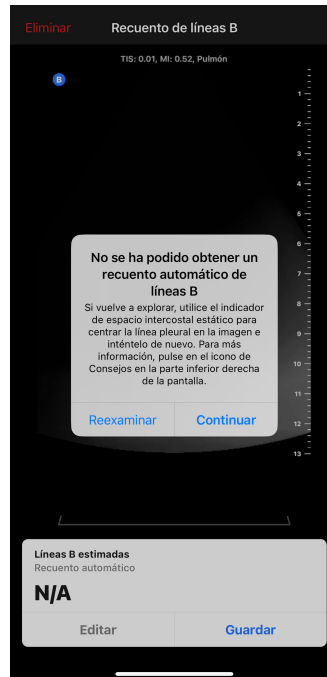 Eliminar Recuento de líneas B
TIS: 0.01, MI: 0.52, Pulmón
B
1
2
3
4
5
6
7
8
9
10
11
12
13
No se ha podido obtener un
recuento automático de
líneas B
Si vuelve a explorar, utilice el indicador
de espacio intercostal estático para
centrar la línea pleural en la imagen e
inténtelo de nuevo. Para más
información, pulse en el icono de
Consejos en la parte inferior derecha
de la pantalla.
Reexaminar Continuar
Líneas B estimadas
Recuento automático
N/A
Editar Guardar